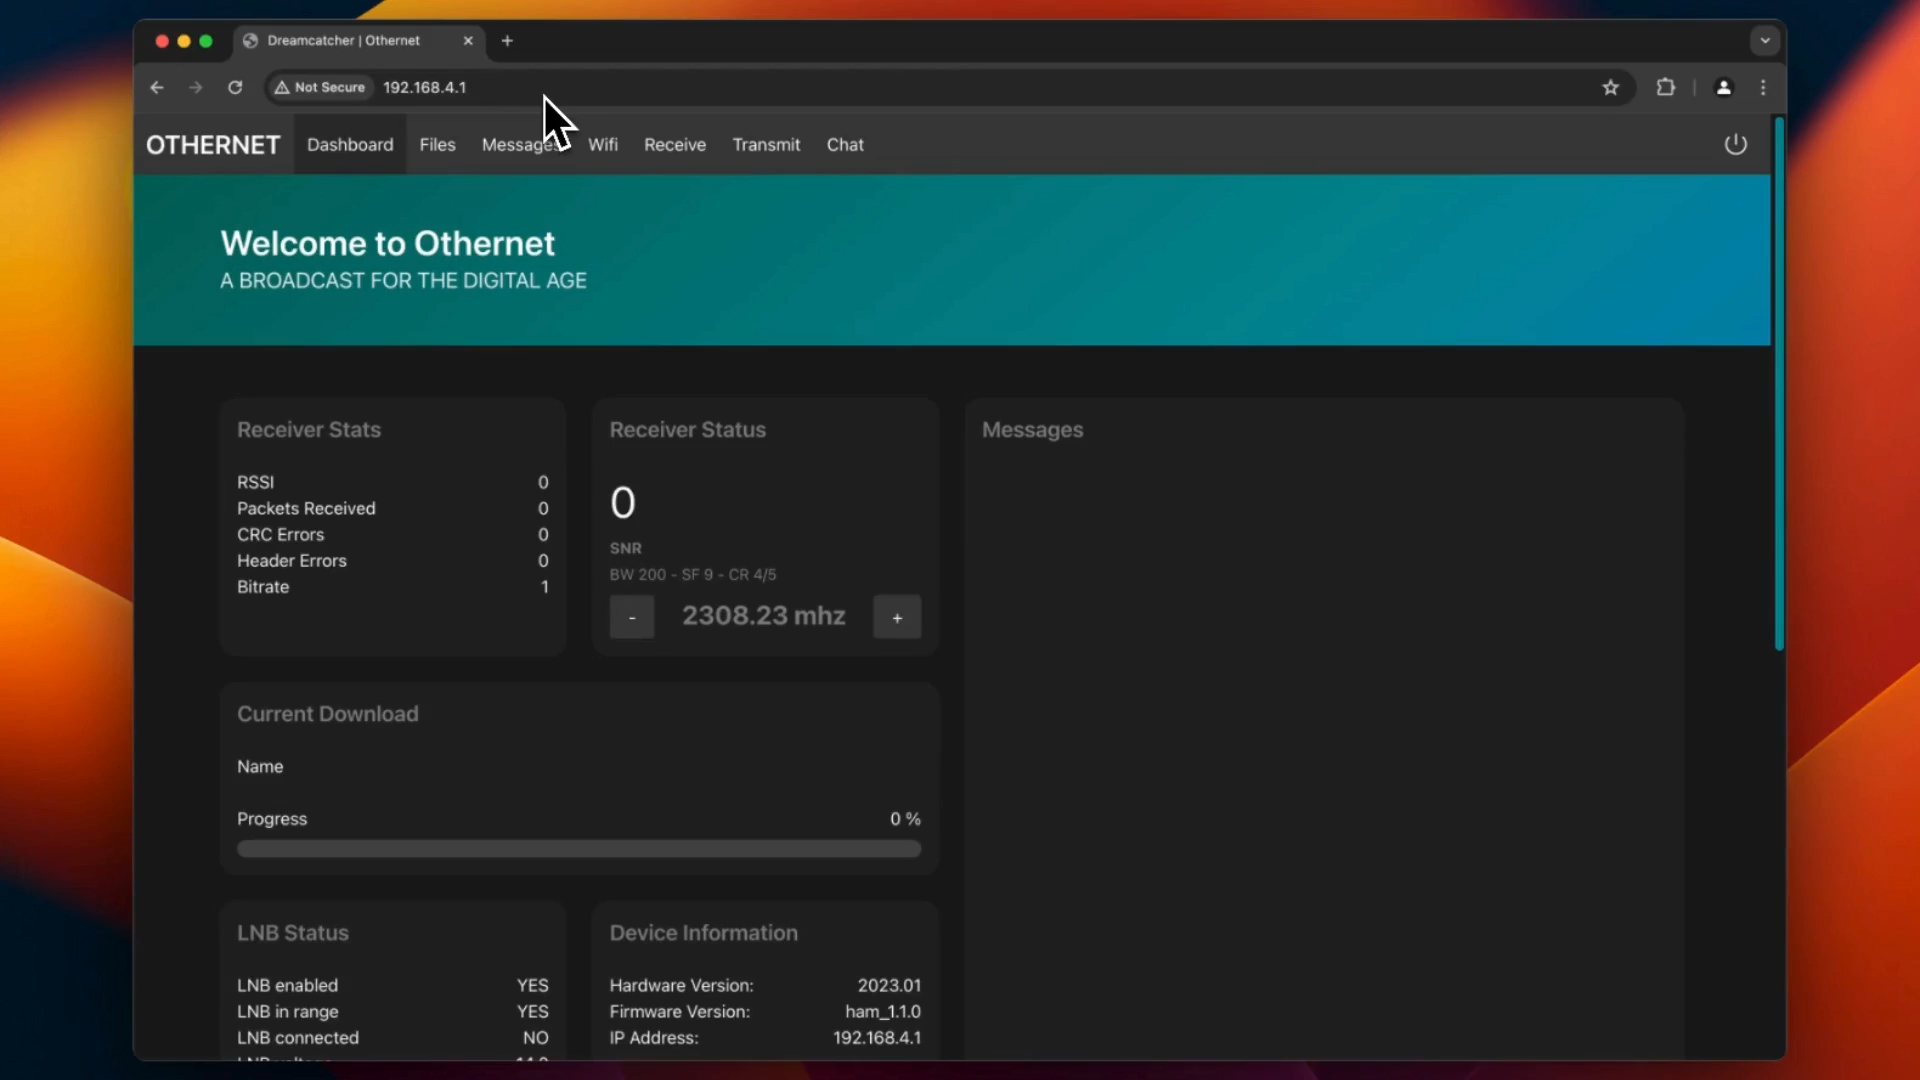 Dreamcatcher | Othernet
Not Secure 192.168.4.1
OTHERNET Dashboard Files Messages Wifi Receive Transmit Chat
Welcome to Othernet
A BROADCAST FOR THE DIGITAL AGE
Receiver Stats
RSSI 0
Packets Received 0
CRC Errors 0
Header Errors 0
Bitrate 1
Receiver Status
0
SNR
BW 200 - SF 9 - CR 4/5
- 2308.23 mhz +
Messages
Current Download
Name
Progress 0 %
LNB Status
LNB enabled YES
LNB in range YES
LNB connected NO
Device Information
Hardware Version: 2023.01
Firmware Version: ham_1.1.0
IP Address: 192.168.4.1